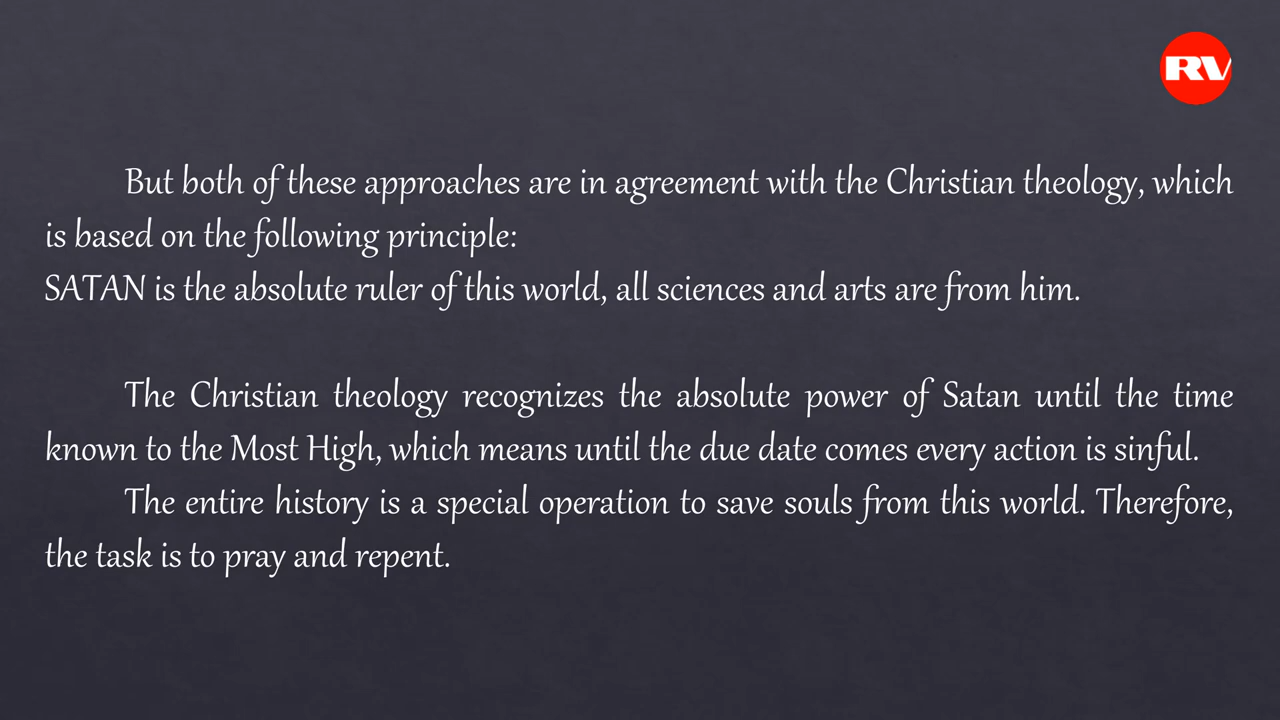 RV
But both of these approaches are in agreement with the Christian theology, which
is based on the following principle:
SATAN is the absolute ruler of this world, all sciences and arts are from him.
The Christian theology recognizes the absolute power of Satan until the time
known to the Most High, which means until the due date comes every action is sinful.
The entire history is a special operation to save souls from this world. Therefore,
the task is to pray and repent.